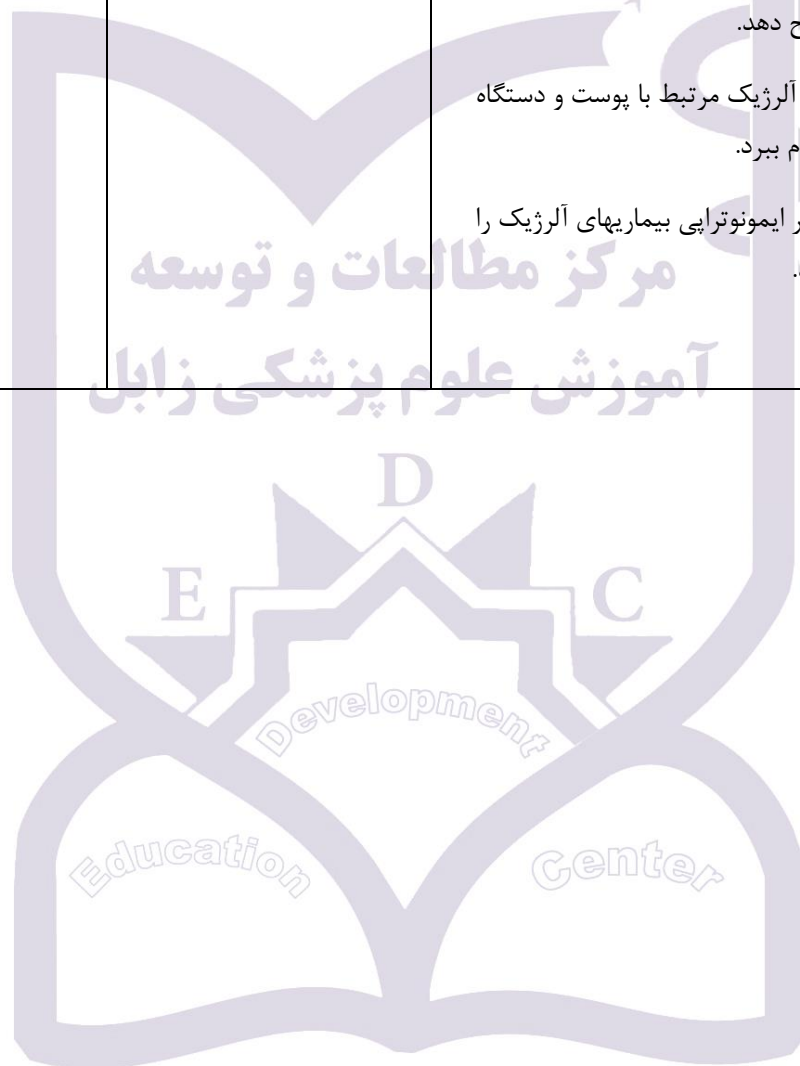 دهد.
آلرژیک مرتبط با پوست و دستگاه
ببرد.
ایمونوتراپی بیماریهای آلرژیک را
مرکز مطالعات و توسعه
آموزش علوم پزشکی زابل
D
E C
Development
Education Center